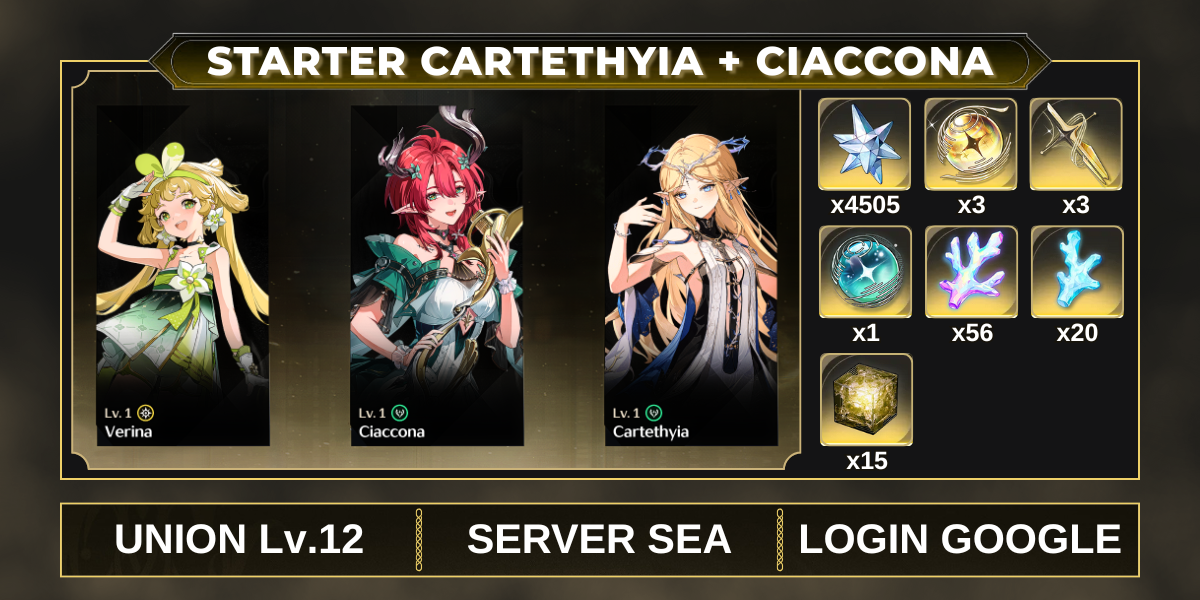 STARTER CARTETHYIA + CIACCONA
Lv. 1
Verina
Lv. 1
Ciaccona
Lv. 1
Cartethyia
x4505
x3
x3
x1
x56
x20
x15
UNION Lv.12
SERVER SEA
LOGIN GOOGLE